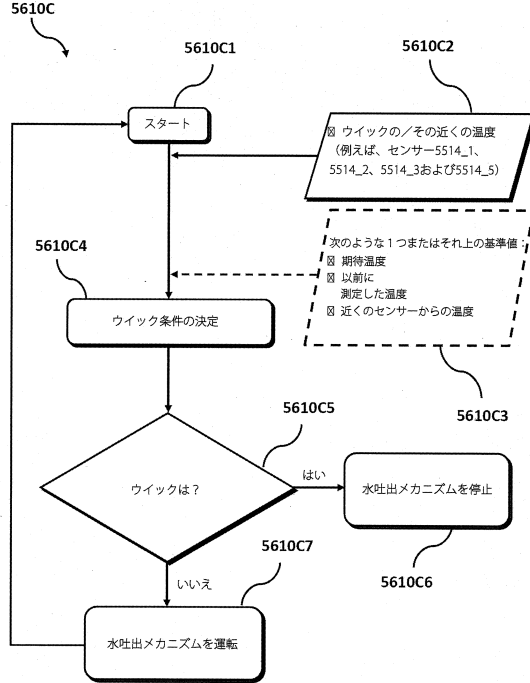 5610C
5610C1
スタート
5610C2
ウイックの／その近くの温度
（例えば、センサー5514_1、
5514_2、5514_3および5514_5）
次のような１つまたはそれ上の基準値：
期待温度
以前に
測定した温度
近くのセンサーからの温度
5610C3
5610C4
ウイック条件の決定
5610C5
ウイックは？
はい
水吐出メカニズムを停止
5610C6
いいえ
5610C7
水吐出メカニズムを運転